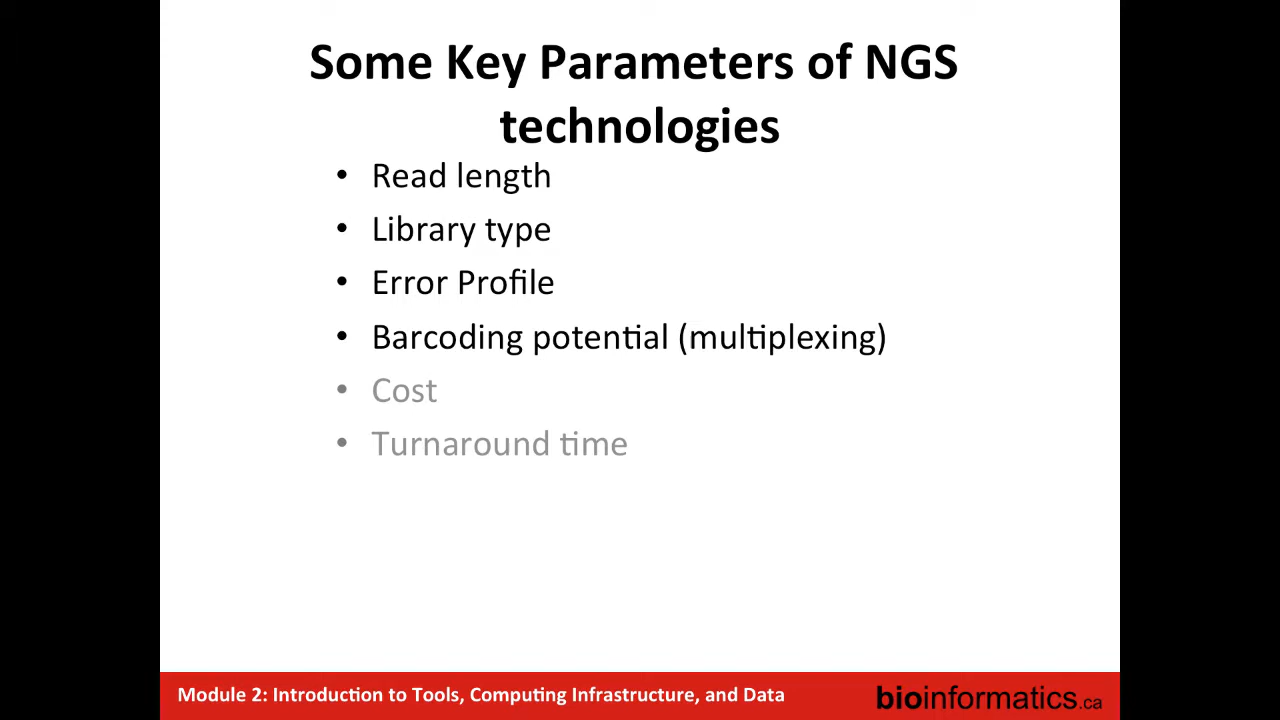 Some Key Parameters of NGS
technologies
• Read length
• Library type
• Error Profile
• Barcoding potential (multiplexing)
• Cost
• Turnaround time
Module 2: Introduction to Tools, Computing Infrastructure, and Data
bioinformatics.ca